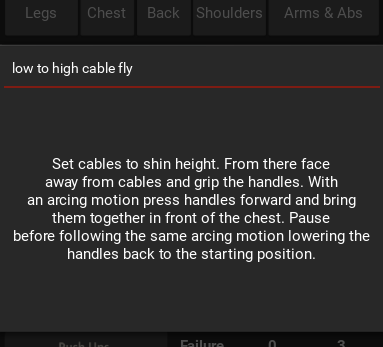 Legs Chest Back Shoulders Arms & Abs
low to high cable fly
Set cables to shin height. From there face
away from cables and grip the handles. With
an arcing motion press handles forward and bring
them together in front of the chest. Pause
before following the same arcing motion lowering the
handles back to the starting position.
Push Ups Failure 0 3